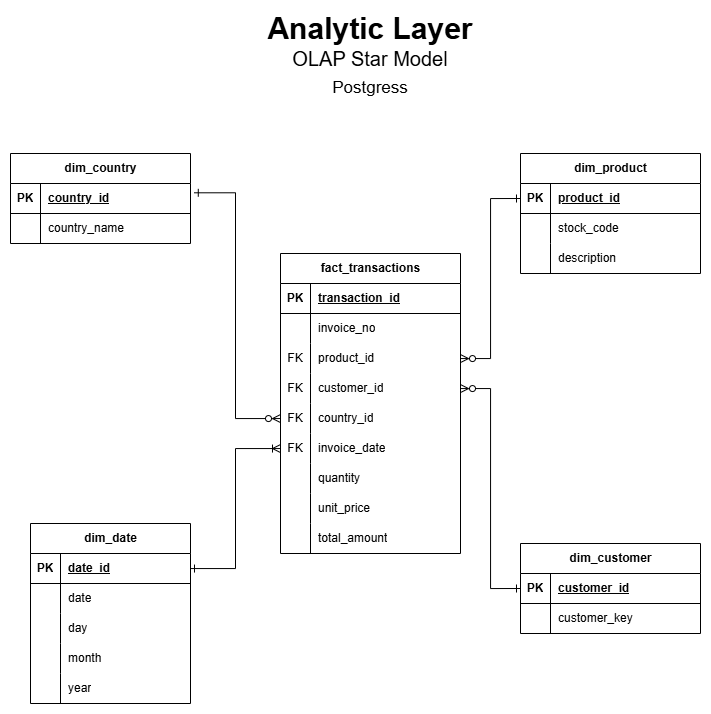 Analytic Layer
OLAP Star Model
Postgress
dim_country
PK country_id
country_name
dim_product
PK product_id
stock_code
description
fact_transactions
PK transaction_id
invoice_no
FK product_id
FK customer_id
FK country_id
FK invoice_date
quantity
unit_price
total_amount
dim_date
PK date_id
date
day
month
year
dim_customer
PK customer_id
customer_key